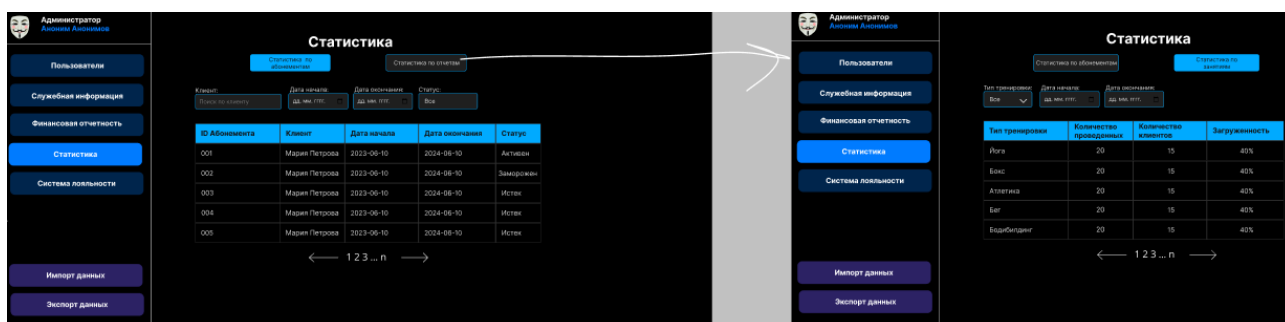 Администратор
Аноним Анонимов
Пользователи
Служебная информация
Финансовая отчетность
Статистика
Система лояльности
Импорт данных
Экспорт данных
Статистика
Статистика по
абонементам
Статистика по отчетам
Клиент:
Дата начала:
Дата окончания:
Статус:
Поиск по клиенту
дд. мм. гггг.
дд. мм. гггг.
Все
ID Абонемента Клиент Дата начала Дата окончания Статус
001 Мария Петрова 2023-06-10 2024-06-10 Активен
002 Мария Петрова 2023-06-10 2024-06-10 Заморожен
003 Мария Петрова 2023-06-10 2024-06-10 Истек
004 Мария Петрова 2023-06-10 2024-06-10 Истек
005 Мария Петрова 2023-06-10 2024-06-10 Истек
1 2 3 ... n
Администратор
Аноним Анонимов
Пользователи
Служебная информация
Финансовая отчетность
Статистика
Система лояльности
Импорт данных
Экспорт данных
Статистика
Статистика по абонементам
Статистика по
занятиям
Тип тренировки:
Дата начала:
Дата окончания:
Все
дд. мм. гггг.
дд. мм. гггг.
Тип тренировки
Количество
проведенных
Количество
клиентов
Загруженность
Йога 20 15 40%
Бокс 20 15 40%
Атлетика 20 15 40%
Бег 20 15 40%
Бодибилдинг 20 15 40%
1 2 3 ... n